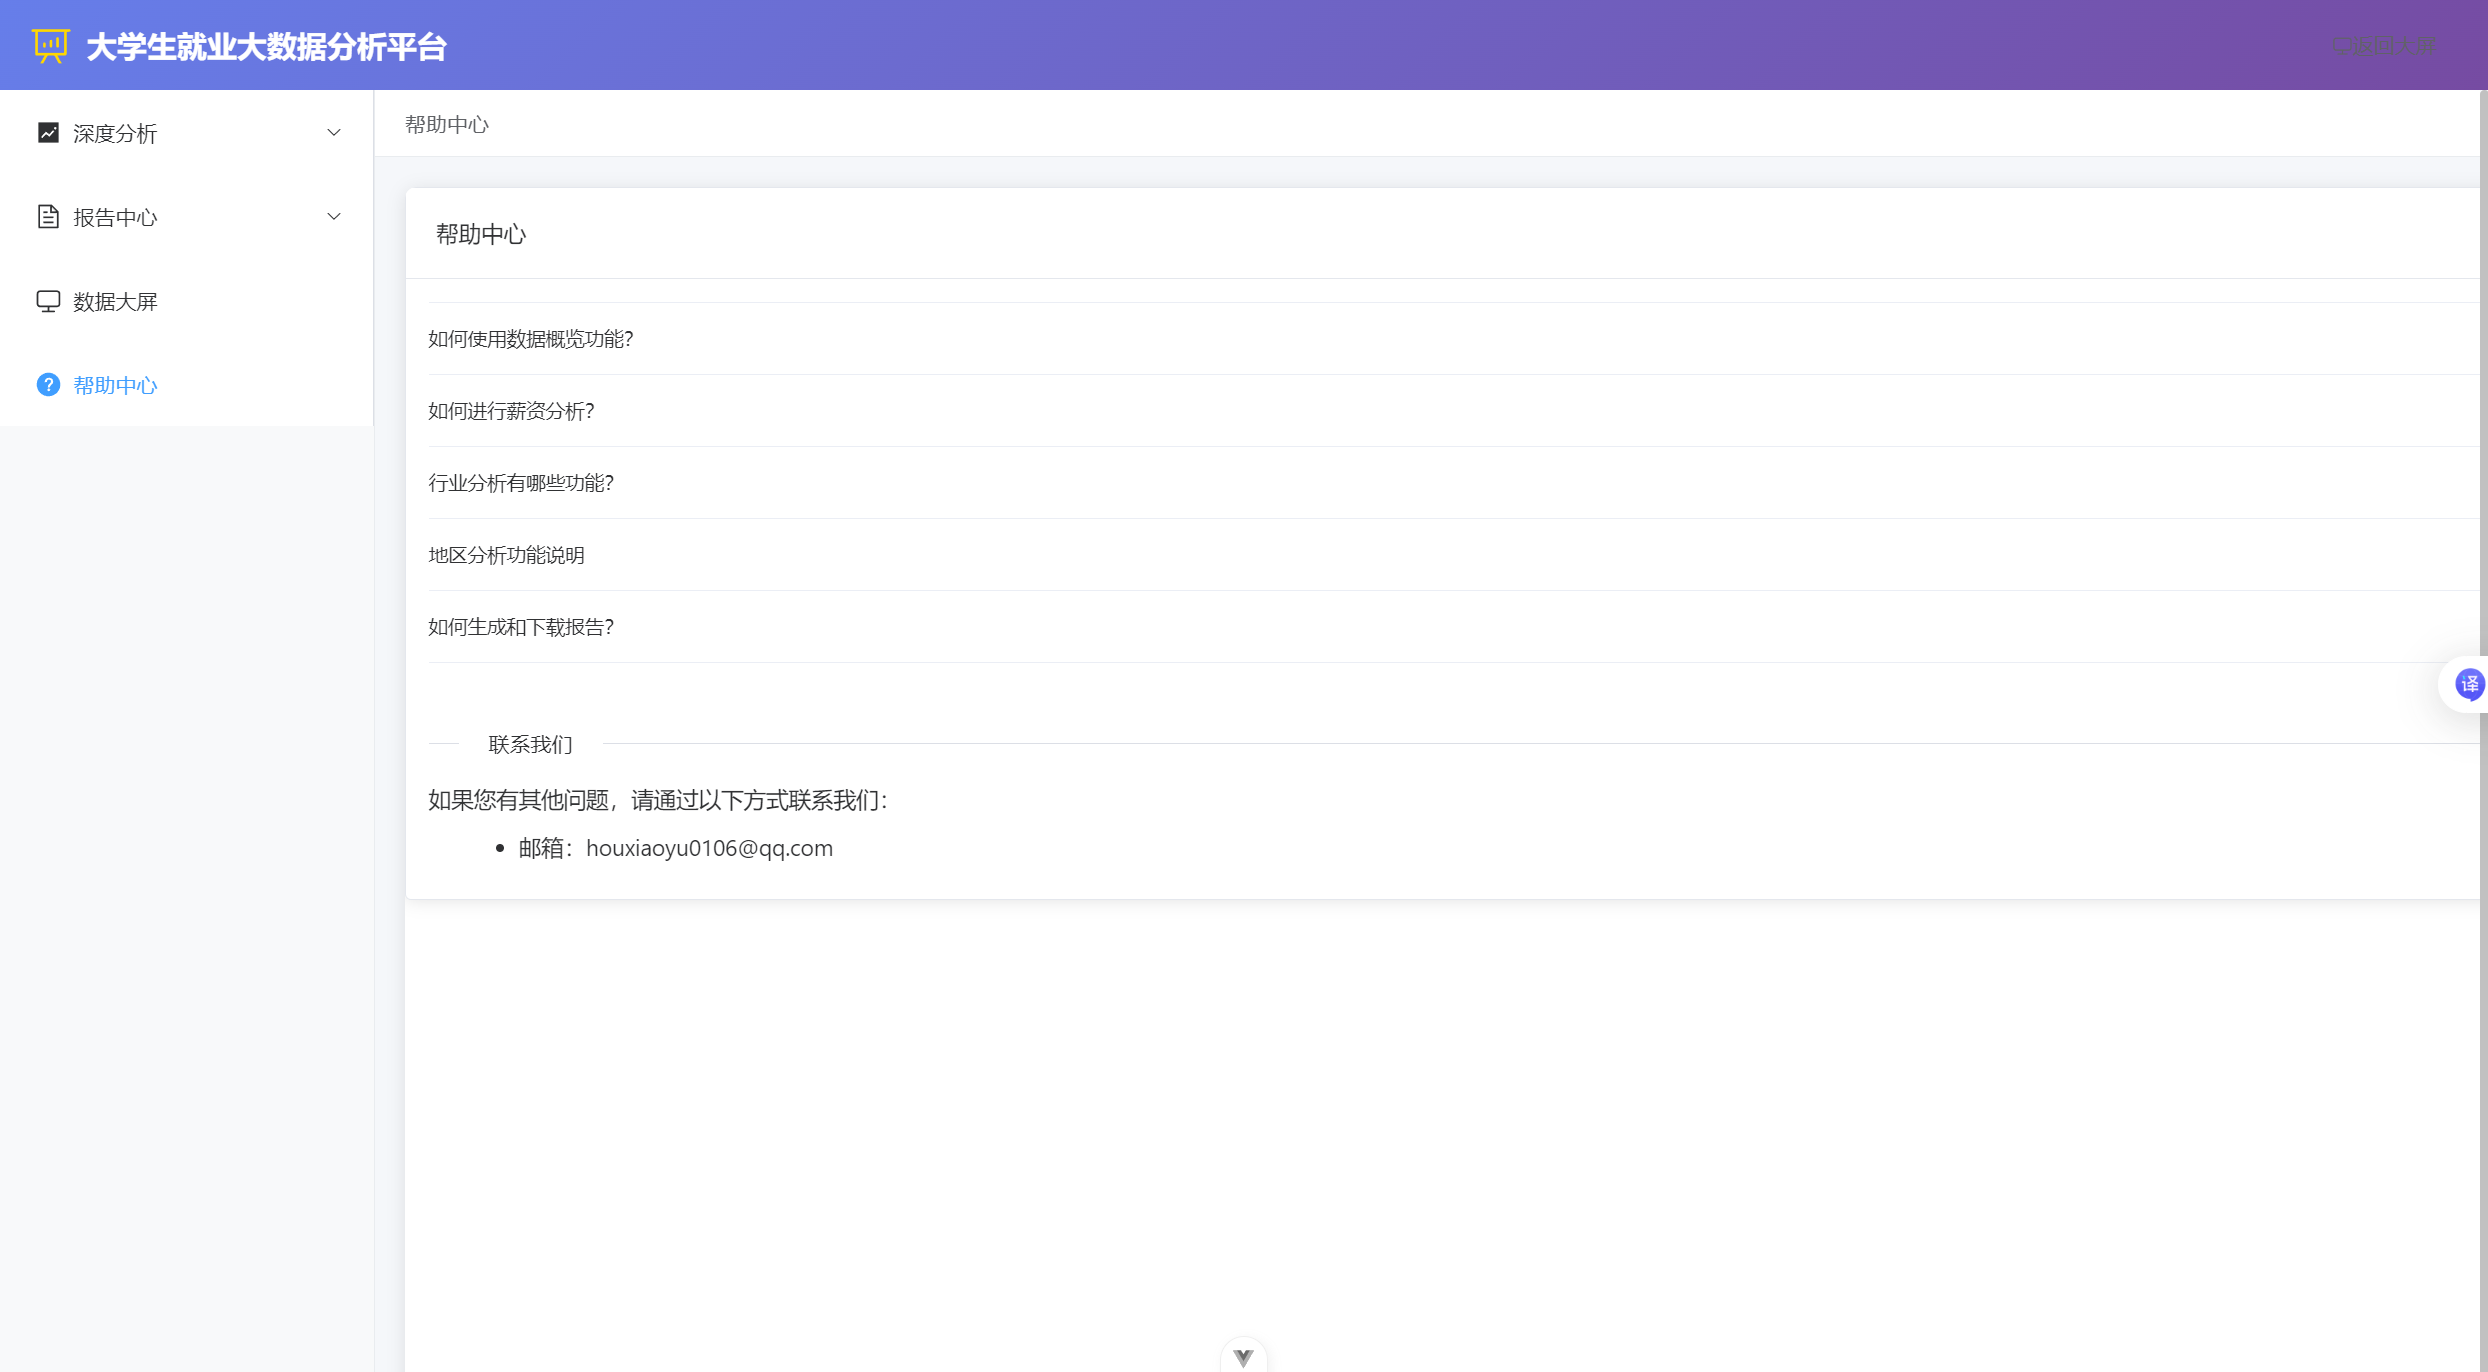 大学生就业大数据分析平台
返回大屏
深度分析
报告中心
数据大屏
帮助中心
帮助中心
帮助中心
如何使用数据概览功能？
如何进行薪资分析？
行业分析有哪些功能？
地区分析功能说明
如何生成和下载报告？
联系我们
如果您有其他问题，请通过以下方式联系我们：
邮箱：houxiaoyu0106@qq.com
译